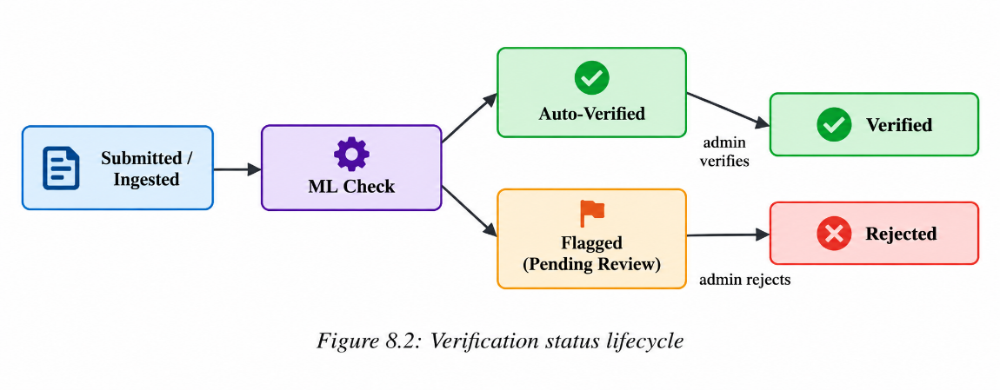 Submitted /
Ingested
ML Check
Auto-Verified
admin
verifies
Verified
Flagged
(Pending Review)
admin rejects
Rejected
Figure 8.2: Verification status lifecycle